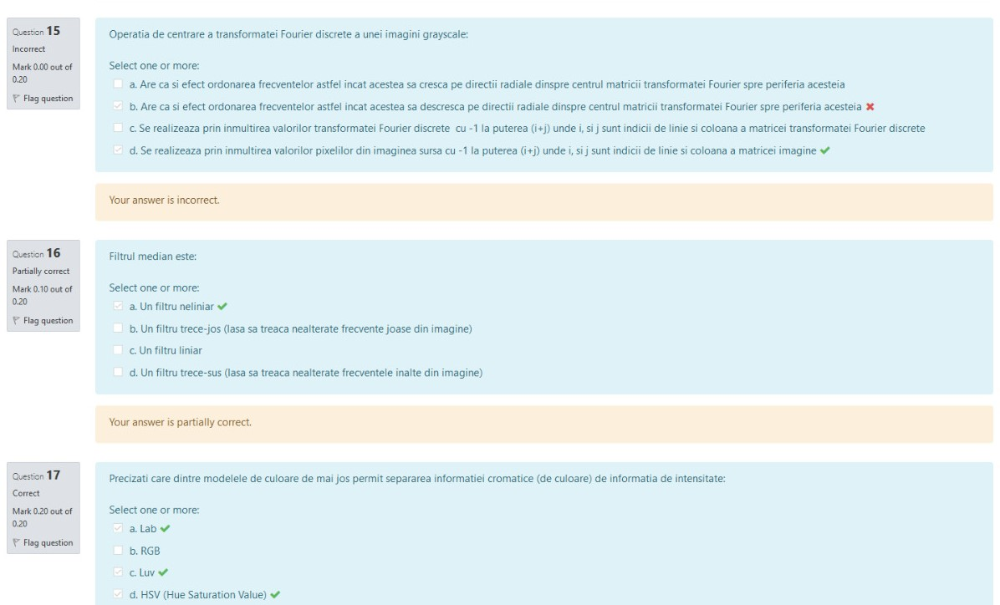 Question 15
Incorrect
Mark 0.00 out of
0.20
Flag question
Operatia de centrare a transformatei Fourier discrete a unei imagini grayscale:
Select one or more:
a. Are ca si efect ordonarea frecventelor astfel incat acestea sa creasca pe directii radiale dinspre centrul matricii transformatei Fourier spre periferia acesteia
b. Are ca si efect ordonarea frecventelor astfel incat acestea sa descresca pe directii radiale dinspre centrul matricii transformatei Fourier spre periferia acesteia
c. Se realizeaza prin inmultirea valorilor transformatei Fourier discrete cu -1 la puterea (i+j) unde i, si j sunt indicii de linie si coloana a matricei transformatei Fourier discrete
d. Se realizeaza prin inmultirea valorilor pixelilor din imaginea sursa cu -1 la puterea (i+j) unde i, si j sunt indicii de linie si coloana a matricei imagine
Your answer is incorrect.
Question 16
Partially correct
Mark 0.10 out of
0.20
Flag question
Filtrul median este:
Select one or more:
a. Un filtru neliniar
b. Un filtru trece-jos (lasa sa treaca nealterate frecvente joase din imagine)
c. Un filtru liniar
d. Un filtru trece-sus (lasa sa treaca nealterate frecventele inalte din imagine)
Your answer is partially correct.
Question 17
Correct
Mark 0.20 out of
0.20
Flag question
Precizati care dintre modelele de culoare de mai jos permit separarea informatiei cromatice (de culoare) de informatia de intensitate:
Select one or more:
a. Lab
b. RGB
c. Luv
d. HSV (Hue Saturation Value)